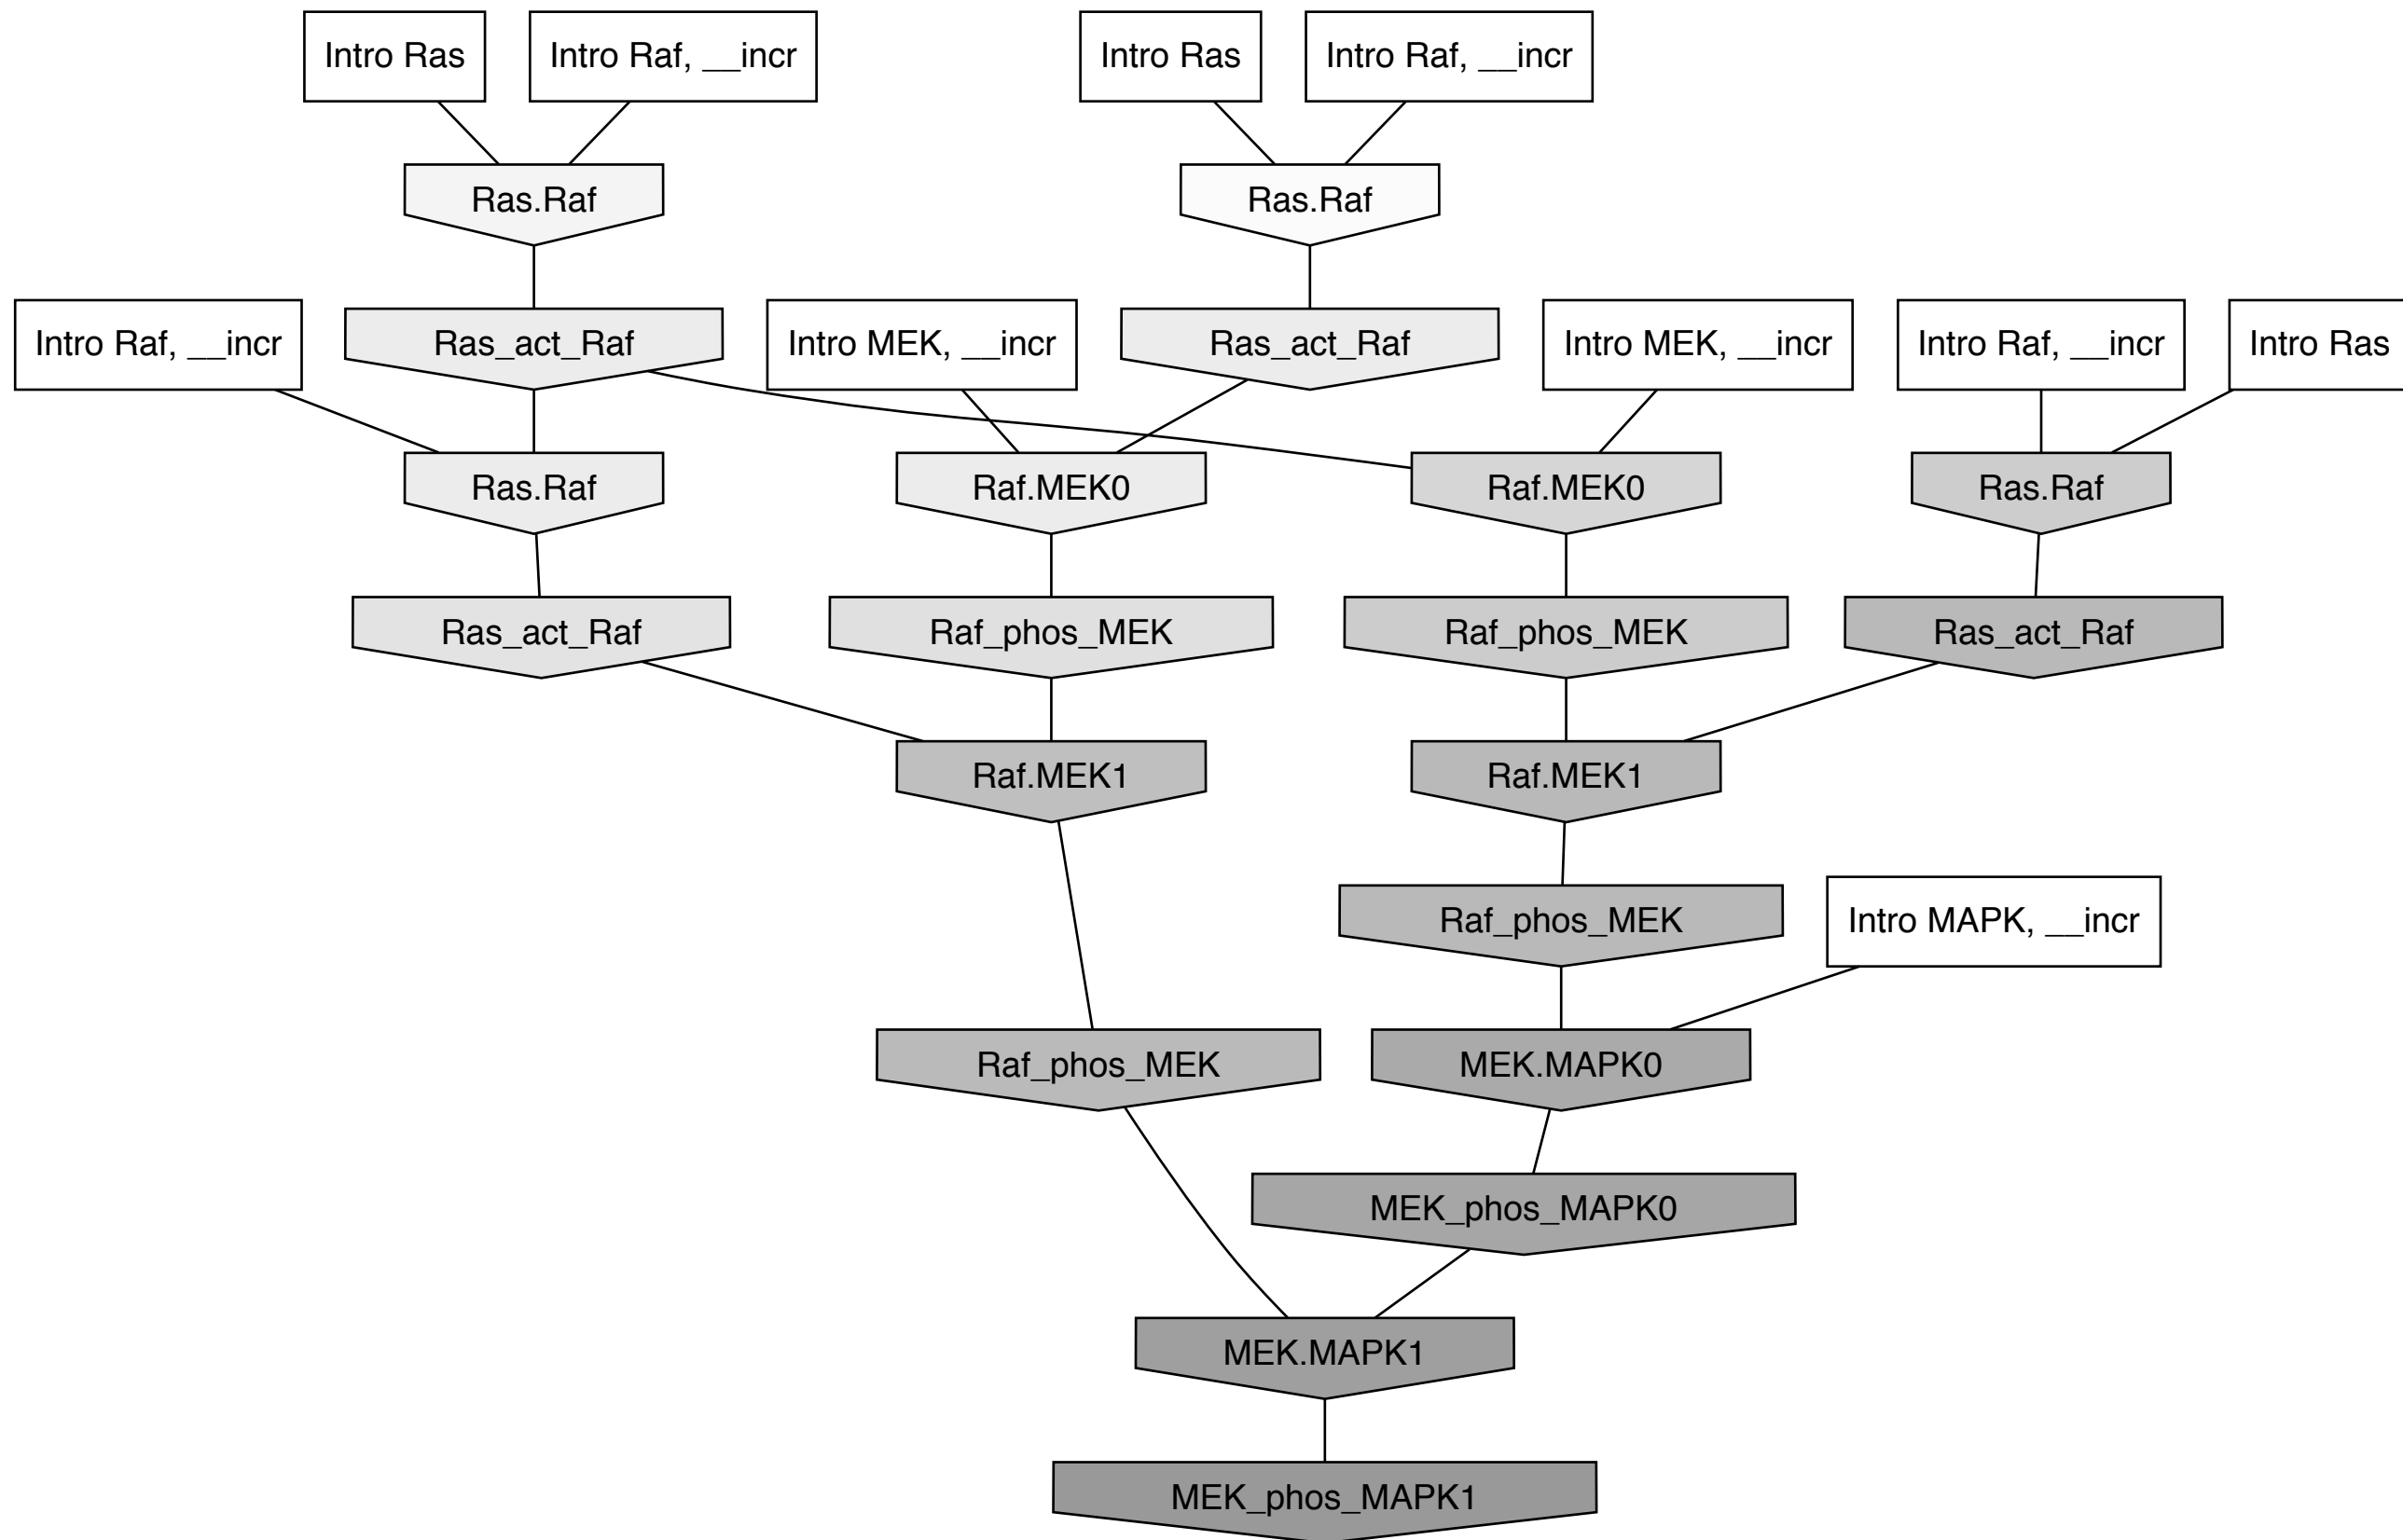 Intro Ras
Intro Raf, __incr
Intro Ras
Intro Raf, __incr
Ras.Raf
Ras.Raf
Intro Raf, __incr
Ras_act_Raf
Intro MEK, __incr
Ras_act_Raf
Intro MEK, __incr
Intro Raf, __incr
Intro Ras
Ras.Raf
Raf.MEK0
Raf.MEK0
Ras.Raf
Ras_act_Raf
Raf_phos_MEK
Raf_phos_MEK
Ras_act_Raf
Raf.MEK1
Raf.MEK1
Raf_phos_MEK
Intro MAPK, __incr
Raf_phos_MEK
MEK.MAPK0
MEK_phos_MAPK0
MEK.MAPK1
MEK_phos_MAPK1